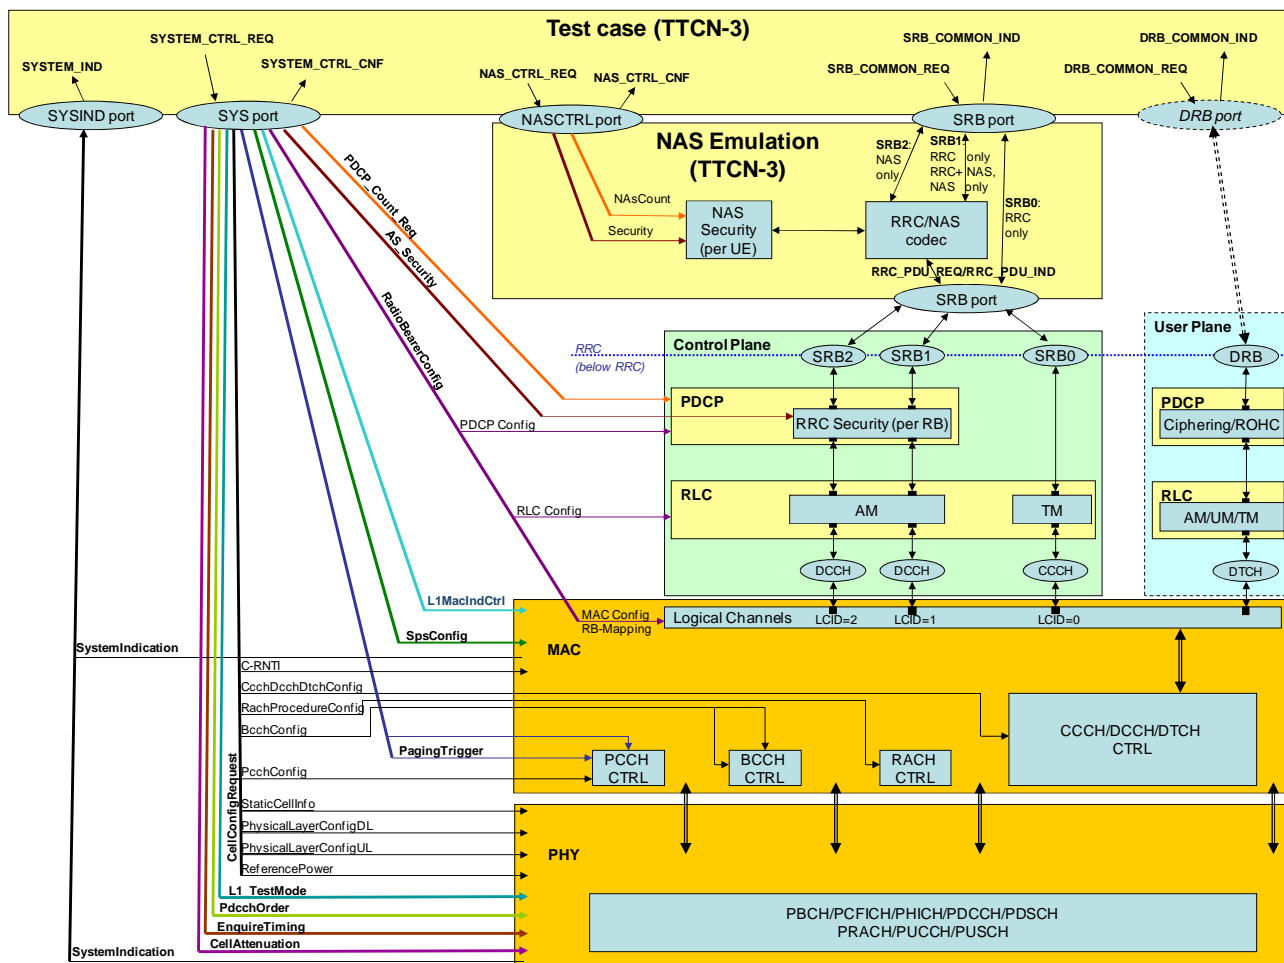 Test case (TTCN-3)
SYSTEM_CTRL_REQ
SYSTEM_IND
SYSTEM_CTRL_CNF
NAS_CTRL_REQ
NAS_CTRL_CNF
SRB_COMMON_IND
SRB_COMMON_REQ
DRB_COMMON_IND
DRB_COMMON_REQ
SYSIND port
SYS port
NASCTRL port
SRB port
DRB port
NAS Emulation
(TTCN-3)
SRB2:
NAS
only
SRB1:
RRC only
RRC+ NAS,
NAS only
SRB0:
RRC
only
NAsCount
Security
NAS
Security
(per UE)
RRC/NAS
codec
RRC_PDU_REQ/RRC_PDU_IND
SRB port
PDCP_Count_Req
AS_Security
RadioBearerConfig
RRC
(below RRC)
Control Plane
User Plane
SRB2
SRB1
SRB0
DRB
PDCP
RRC Security (per RB)
PDCP
Ciphering/ROHC
PDCP Config
RLC
AM
TM
RLC
AM/UM/TM
RLC Config
DCCH
DCCH
CCCH
DTCH
L1MacIndCtrl
MAC Config
RB-Mapping
Logical Channels
LCID=2
LCID=1
LCID=0
SpsConfig
MAC
SystemIndication
C-RNTI
CcchDcchDtchConfig
RachProcedureConfig
BcchConfig
PagingTrigger
PcchConfig
PCCH
CTRL
BCCH
CTRL
RACH
CTRL
CCCH/DCCH/DTCH
CTRL
CellConfigRequest
StaticCellInfo
PhysicalLayerConfigDL
PhysicalLayerConfigUL
ReferencePower
PHY
L1_TestMode
PdcchOrder
EnquireTiming
CellAttenuation
SystemIndication
PBCH/PCFICH/PHICH/PDCCH/PDSCH
PRACH/PUCCH/PUSCH